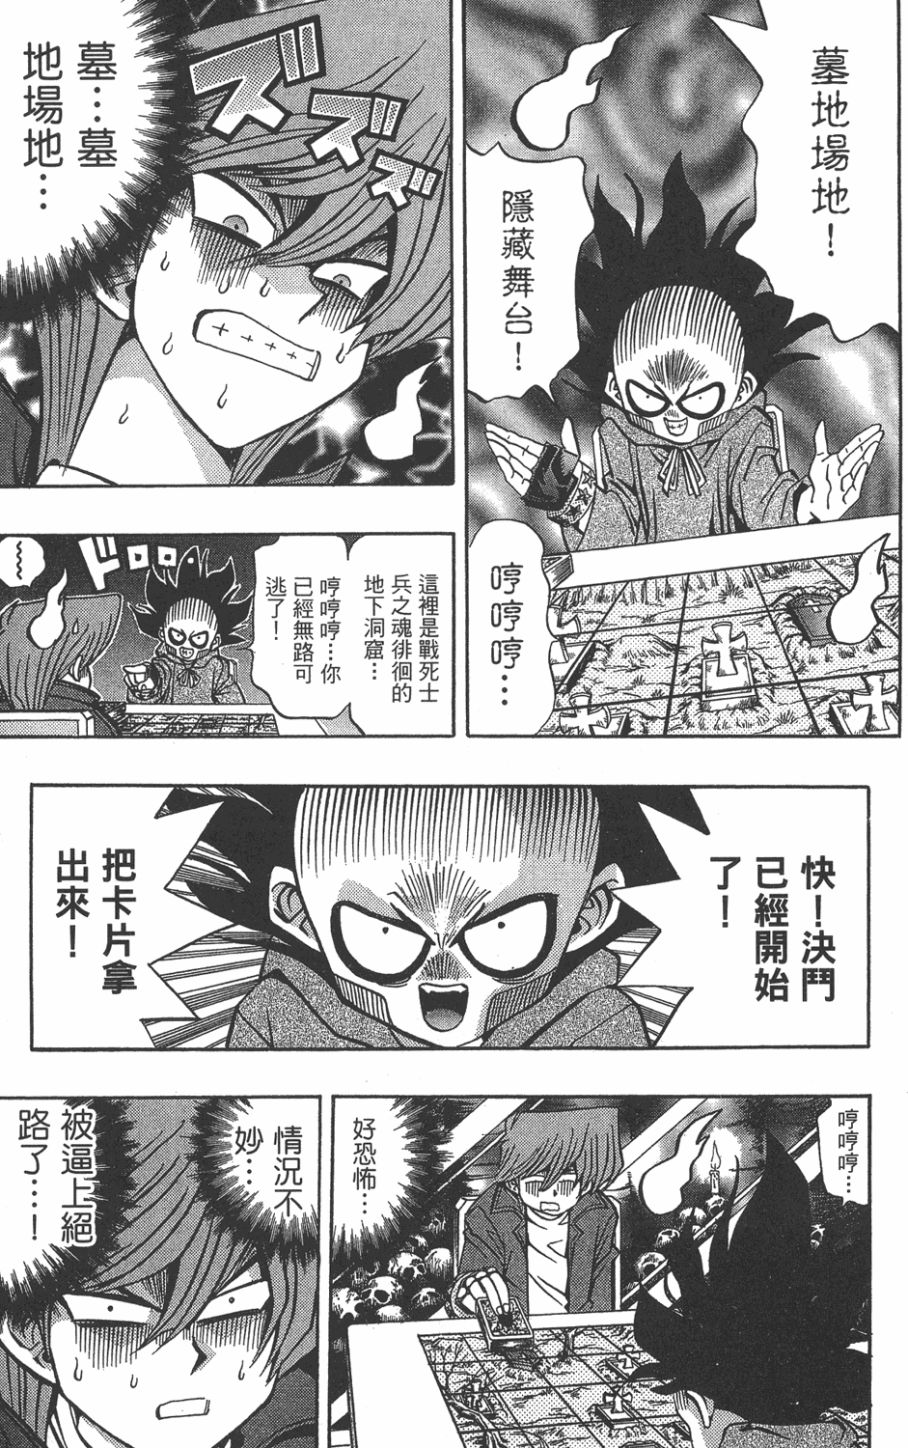 墓地場地！
隱藏舞台！
哼哼哼…
墓…墓
地場地
…
ズズズズ
這裡是戰死士
兵之魂徘徊的
地下洞窟…
哼哼哼…你
已經無路可
逃了！
ドロロ
快！決鬥
已經開始
了！
把卡片拿
出來！
哼哼哼…
好恐怖…
情況不
妙…
被逼上絕
路了…！